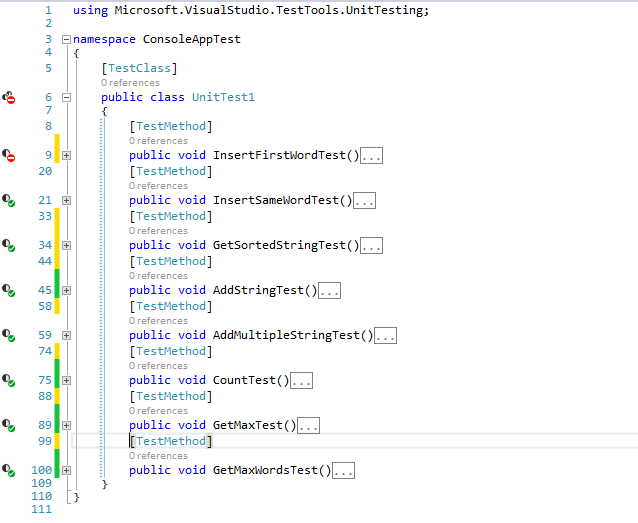 1 using Microsoft.VisualStudio.TestTools.UnitTesting;
2
3 namespace ConsoleAppTest
4 {
5 [TestClass]
0 references
6 public class UnitTest1
7 {
8 [TestMethod]
0 references
9 public void InsertFirstWordTest()...
20 [TestMethod]
0 references
21 public void InsertSameWordTest()...
33 [TestMethod]
0 references
34 public void GetSortedStringTest()...
44 [TestMethod]
0 references
45 public void AddStringTest()...
58 [TestMethod]
0 references
59 public void AddMultipleStringTest()...
74 [TestMethod]
0 references
75 public void CountTest()...
88 [TestMethod]
0 references
89 public void GetMaxTest()...
99 [TestMethod]
0 references
100 public void GetMaxWordsTest()...
109 }
110 }
111